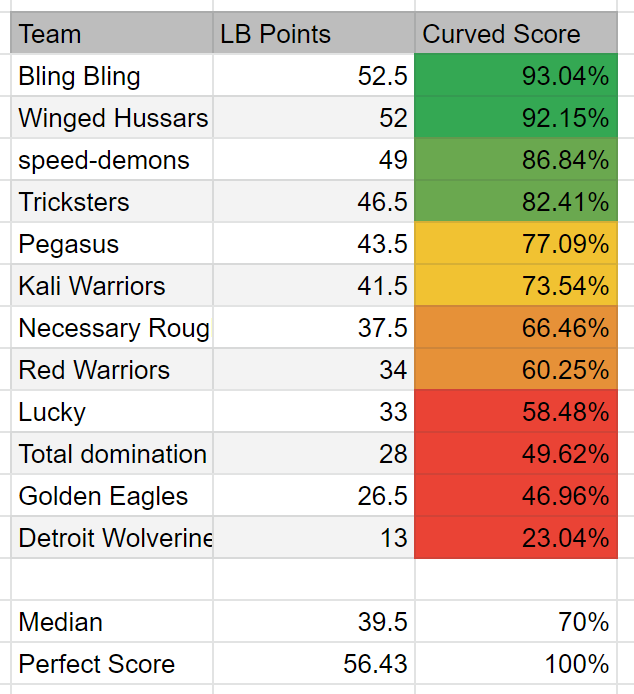 Team LB Points Curved Score
Bling Bling 52.5 93.04%
Winged Hussars 52 92.15%
speed-demons 49 86.84%
Tricksters 46.5 82.41%
Pegasus 43.5 77.09%
Kali Warriors 41.5 73.54%
Necessary Roug 37.5 66.46%
Red Warriors 34 60.25%
Lucky 33 58.48%
Total domination 28 49.62%
Golden Eagles 26.5 46.96%
Detroit Wolverine 13 23.04%
Median 39.5 70%
Perfect Score 56.43 100%